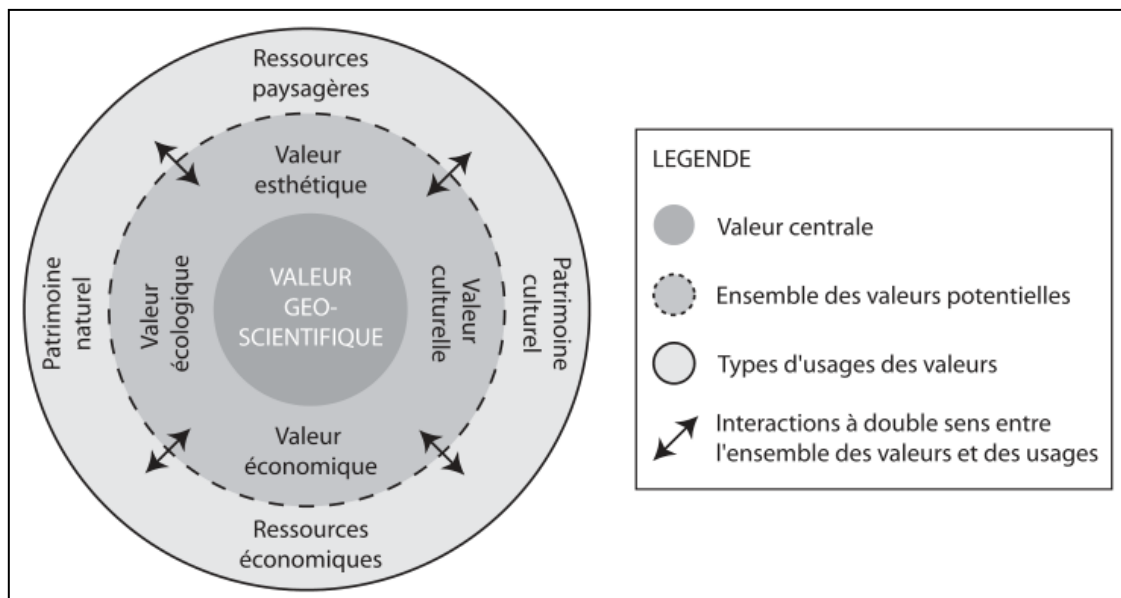 Ressources
paysagères
Valeur
esthétique
Patrimoine
naturel
Valeur
écologique
VALEUR
GEO-
SCIENTIFIQUE
Valeur
culturelle
Patrimoine
culturel
Valeur
économique
Ressources
économiques
LEGENDE
Valeur centrale
Ensemble des valeurs potentielles
Types d'usages des valeurs
Interactions à double sens entre
l'ensemble des valeurs et des usages